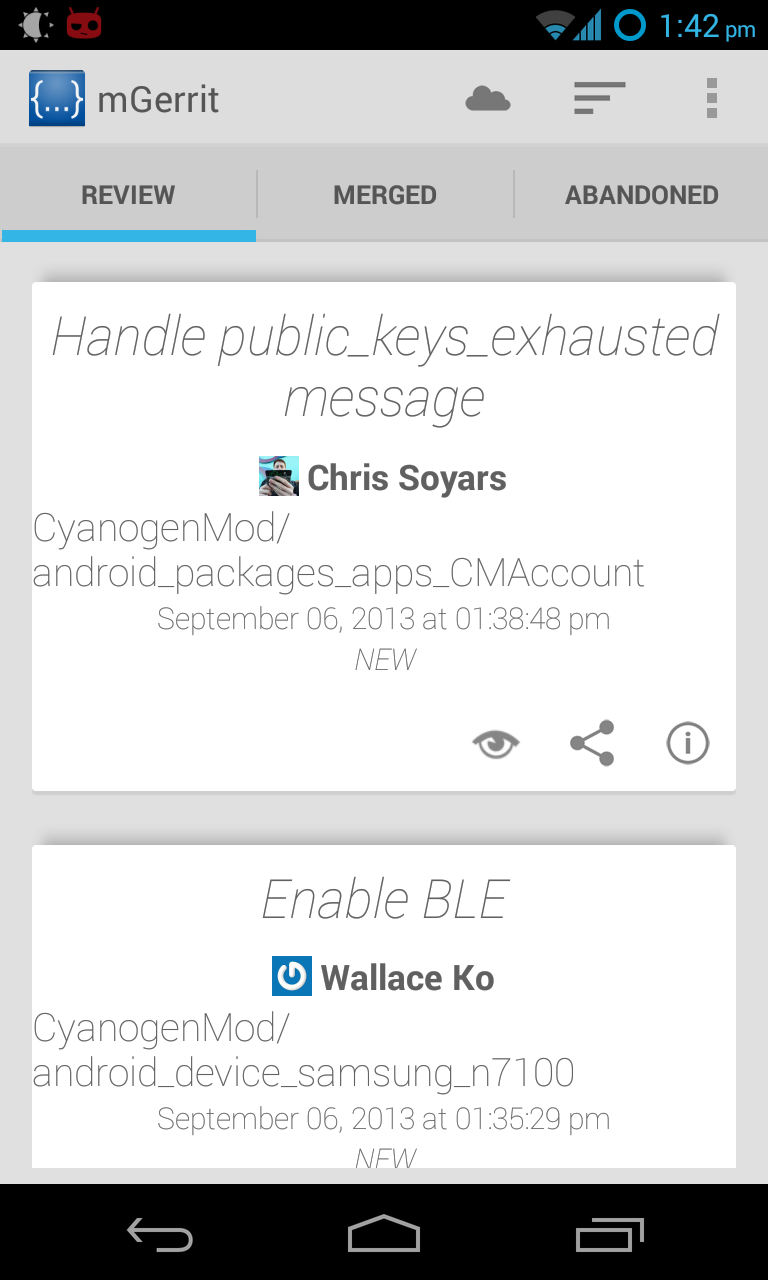 1:42 pm
{...} mGerrit
REVIEW MERGED ABANDONED
Handle public_keys_exhausted
message
Chris Soyars
CyanogenMod/
android_packages_apps_CMAccount
September 06, 2013 at 01:38:48 pm
NEW
Enable BLE
Wallace Ko
CyanogenMod/
android_device_samsung_n7100
September 06, 2013 at 01:35:29 pm
NEW